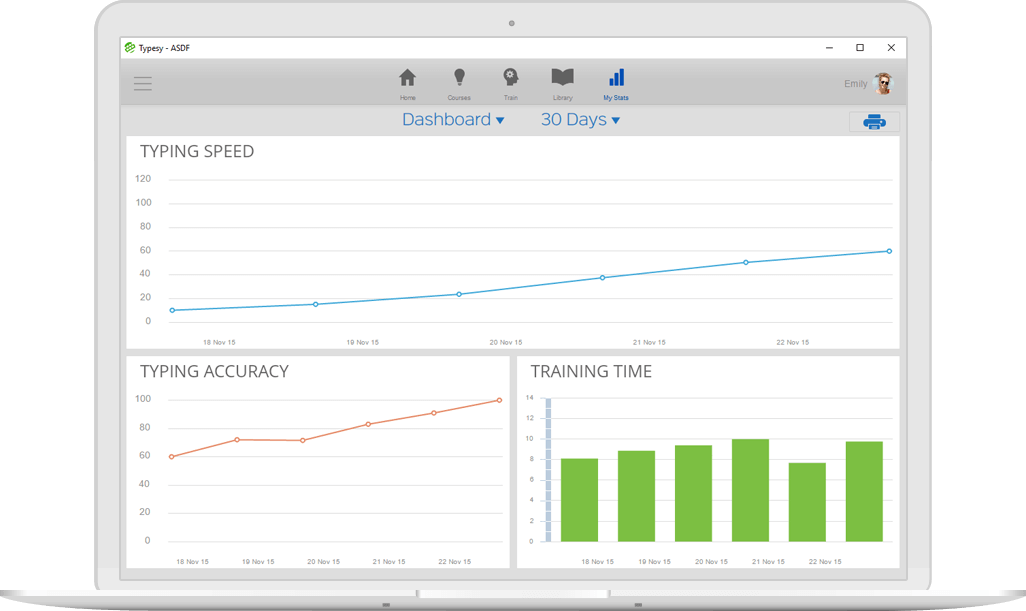 Typesy - ASDF
Home
Courses
Train
Library
My Stats
Emily
Dashboard
30 Days
TYPING SPEED
120
100
80
60
40
20
0
18 Nov 15
19 Nov 15
20 Nov 15
21 Nov 15
22 Nov 15
TYPING ACCURACY
100
80
60
40
20
0
18 Nov 15
19 Nov 15
20 Nov 15
21 Nov 15
22 Nov 15
TRAINING TIME
14
12
10
8
6
4
2
0
18 Nov 15
19 Nov 15
20 Nov 15
21 Nov 15
22 Nov 15